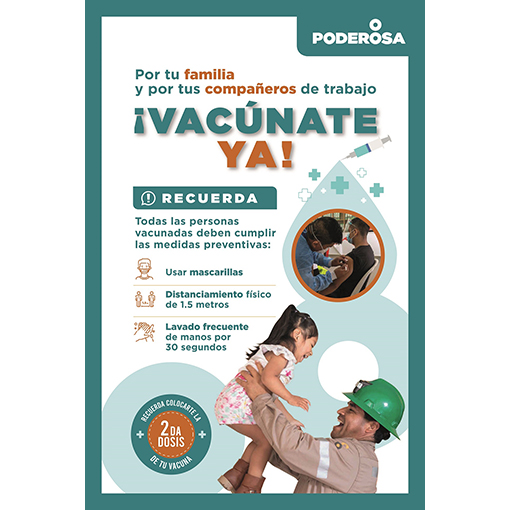 PODEROSA
Por tu familia
y por tus compañeros de trabajo
¡VACÚNATE
YA!
RECUERDA
Todas las personas
vacunadas deben cumplir
las medidas preventivas:
Usar mascarillas
Distanciamiento físico
de 1.5 metros
Lavado frecuente
de manos por
30 segundos
RECUERDA COLOCARTE LA
2DA
DOSIS
DE TU VACUNA